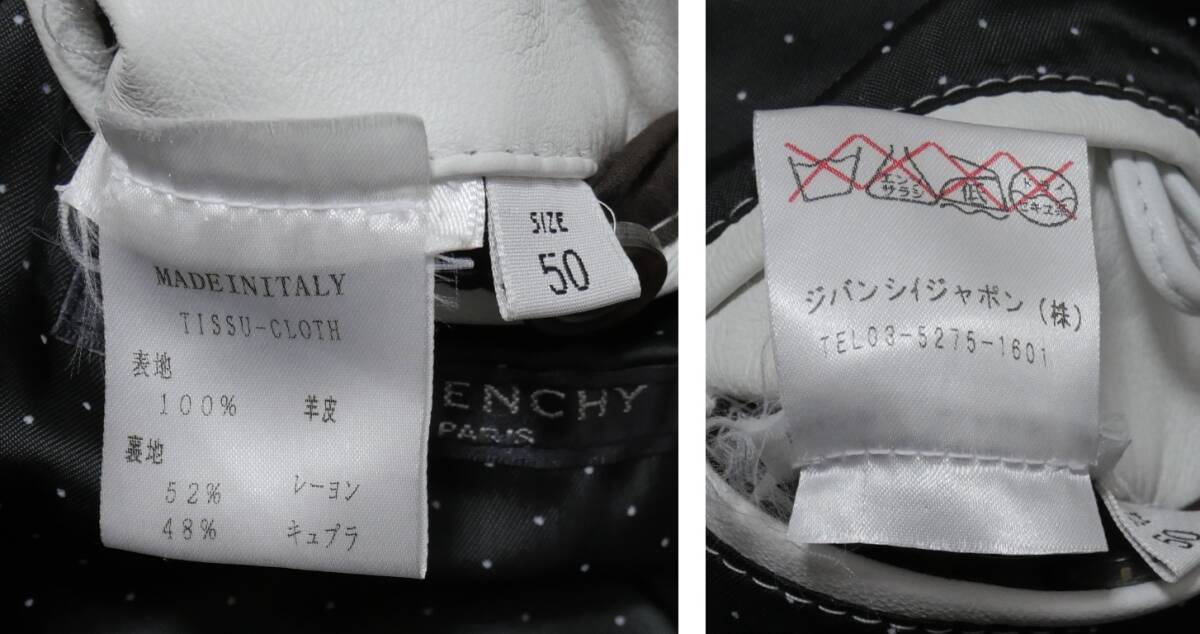 MADEINITALY
TISSU-CLOTH
表地
100% 羊皮
裏地
52% レーヨン
48% キュプラ
SIZE
50
ENCHY
PARIS
エンソ
サラシ
低
ドライ
セキユ系
ジバンシイジャポン(株)
TEL03-5275-1601
50